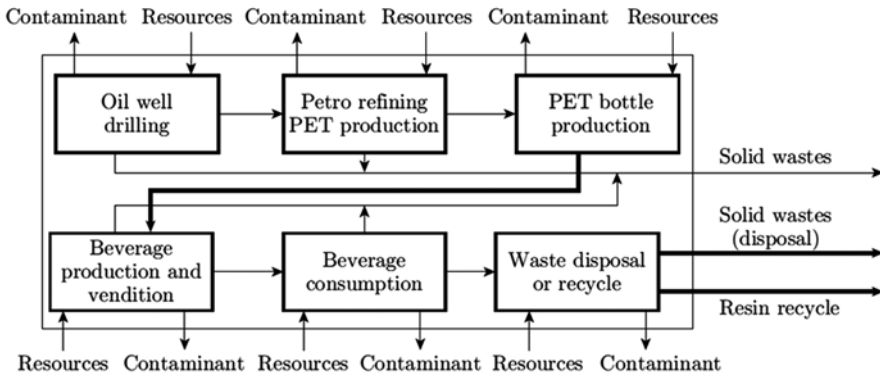 Contaminant Resources Contaminant Resources Contaminant Resources
Oil well
drilling
Petro refining
PET production
PET bottle
production
Solid wastes
Solid wastes
(disposal)
Beverage
production and
vendition
Beverage
consumption
Waste disposal
or recycle
Resin recycle
Resources Contaminant Resources Contaminant Resources Contaminant